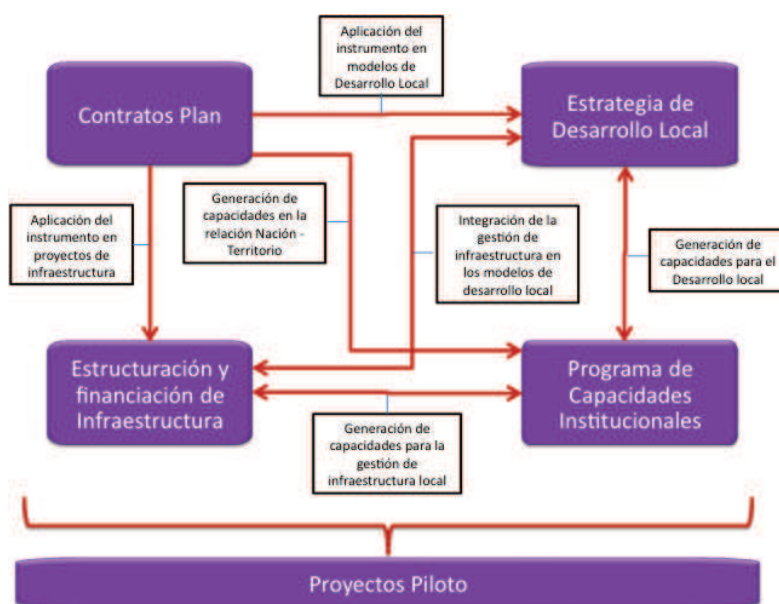 Aplicación del
instrumento en
modelos de
Desarrollo Local
Contratos Plan
Estrategia de
Desarrollo Local
Aplicación del
instrumento en
proyectos de
infraestructura
Generación de
capacidades en la
relación Nación -
Territorio
Integración de la
gestión de
infraestructura en
los modelos de
desarrollo local
Generación de
capacidades para el
Desarrollo local
Estructuración y
financiación de
Infraestructura
Programa de
Capacidades
Institucionales
Generación de
capacidades para la
gestión de
infraestructura local
Proyectos Piloto